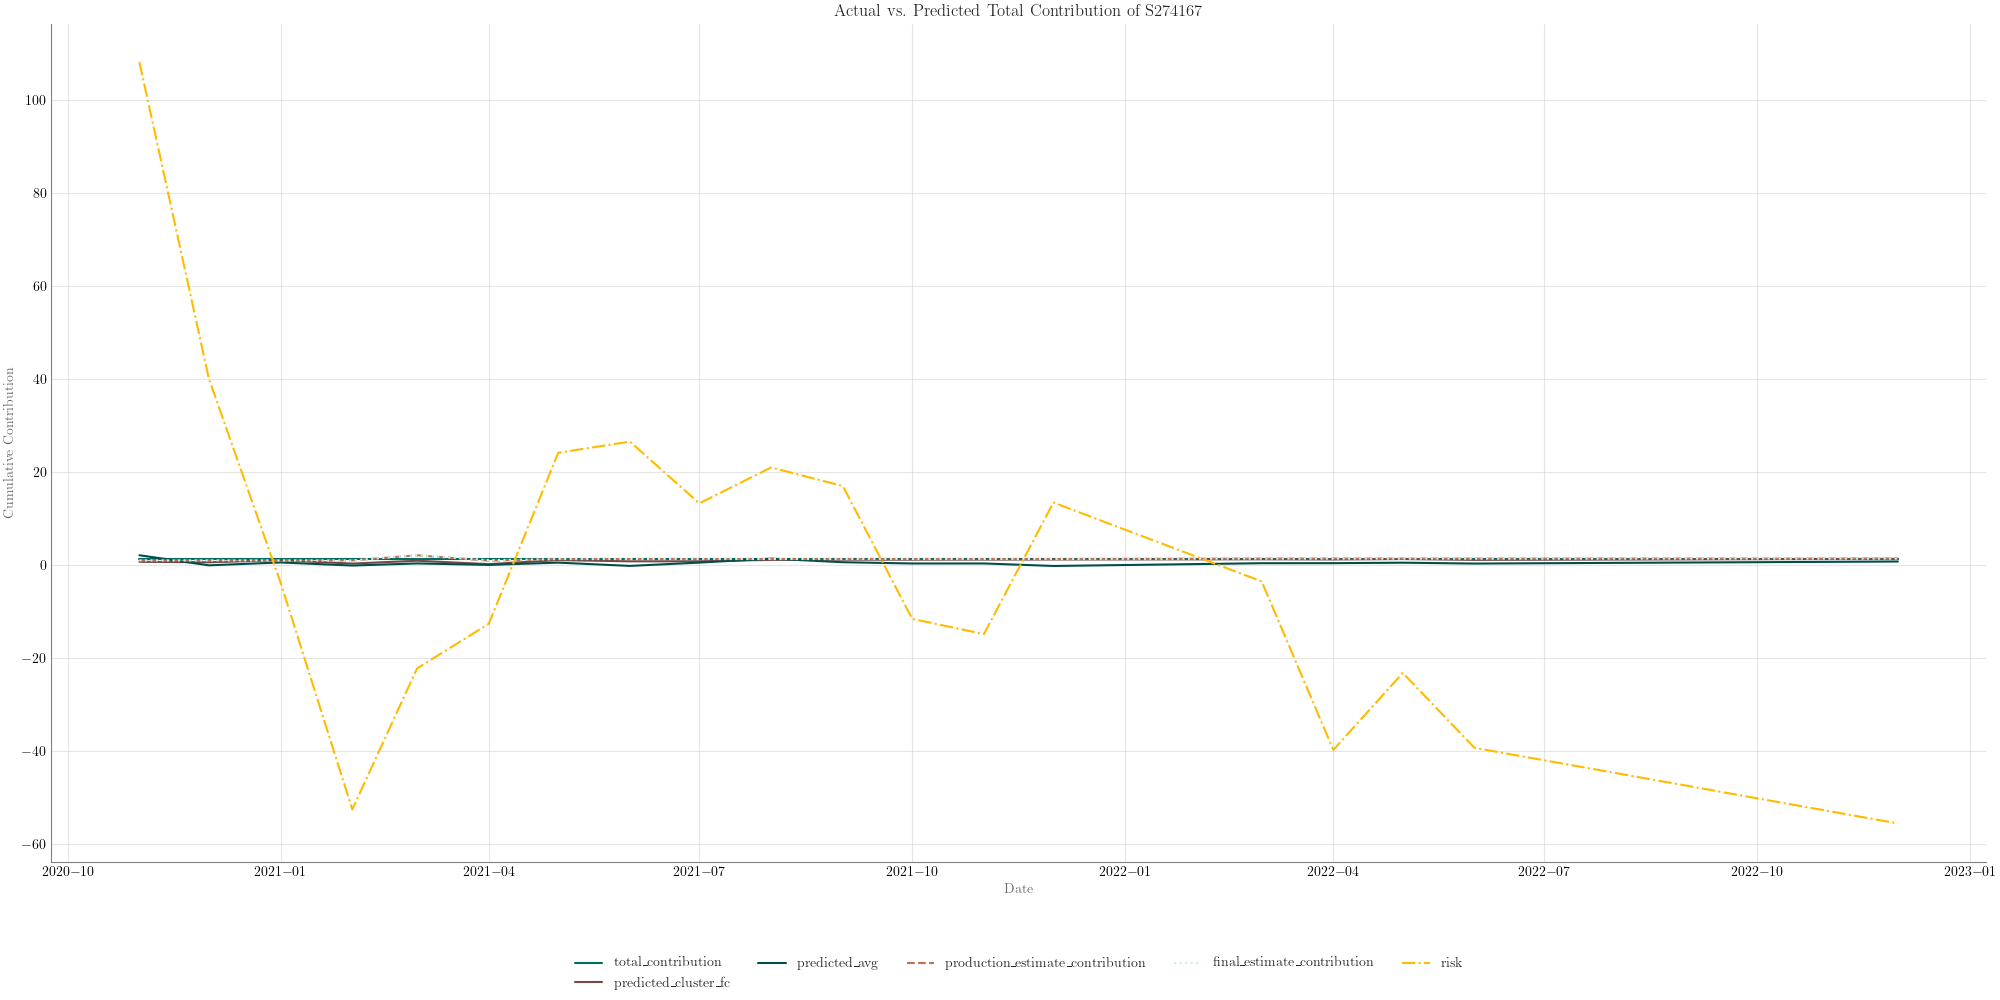 Actual vs. Predicted Total Contribution of S274167
Cumulative Contribution
100
80
60
40
20
0
−20
−40
−60
2020−10
2021−01
2021−04
2021−07
2021−10
2022−01
2022−04
2022−07
2022−10
2023−01
Date
total_contribution
predicted_avg
production_estimate_contribution
final_estimate_contribution
risk
predicted_cluster_fc